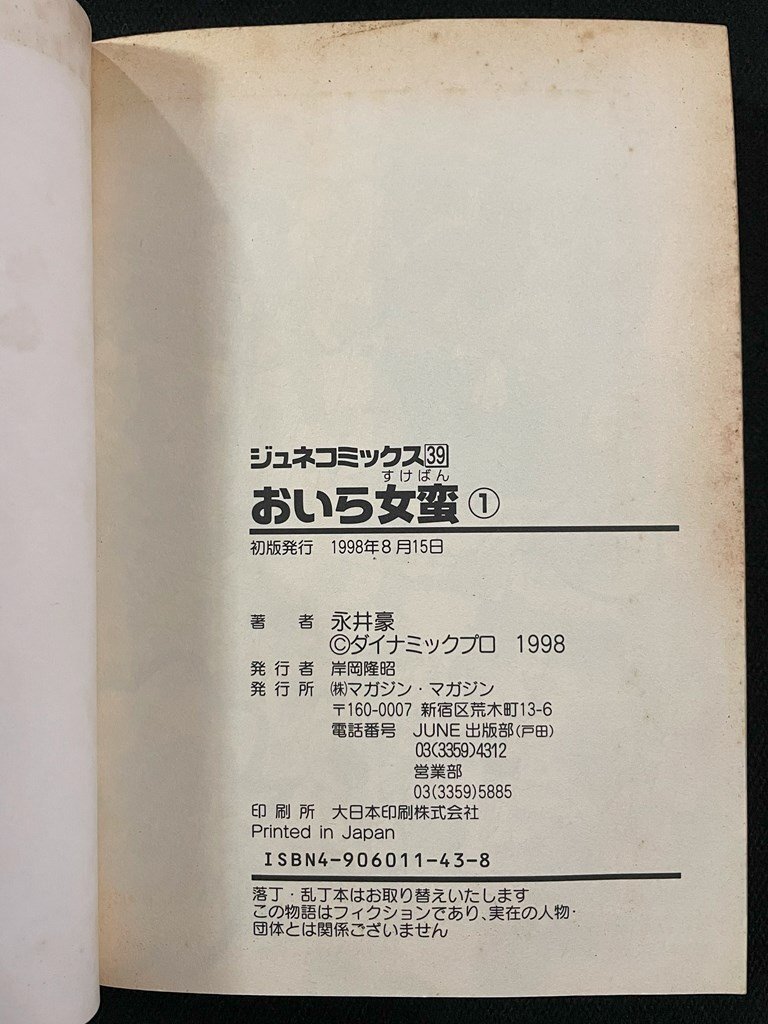 ジュネコミックス39
すけばん
おいら女蛮①
初版発行 1998年8月15日
著者 永井豪
©ダイナミックプロ 1998
発行者 岸岡隆昭
発行所 ㈱マガジン・マガジン
〒160-0007 新宿区荒木町13-6
電話番号 JUNE出版部(戸田)
03(3359)4312
営業部
03(3359)5885
印刷所 大日本印刷株式会社
Printed in Japan
ISBN4-906011-43-8
落丁・乱丁本はお取り替えいたします
この物語はフィクションであり、実在の人物・
団体とは関係ございません